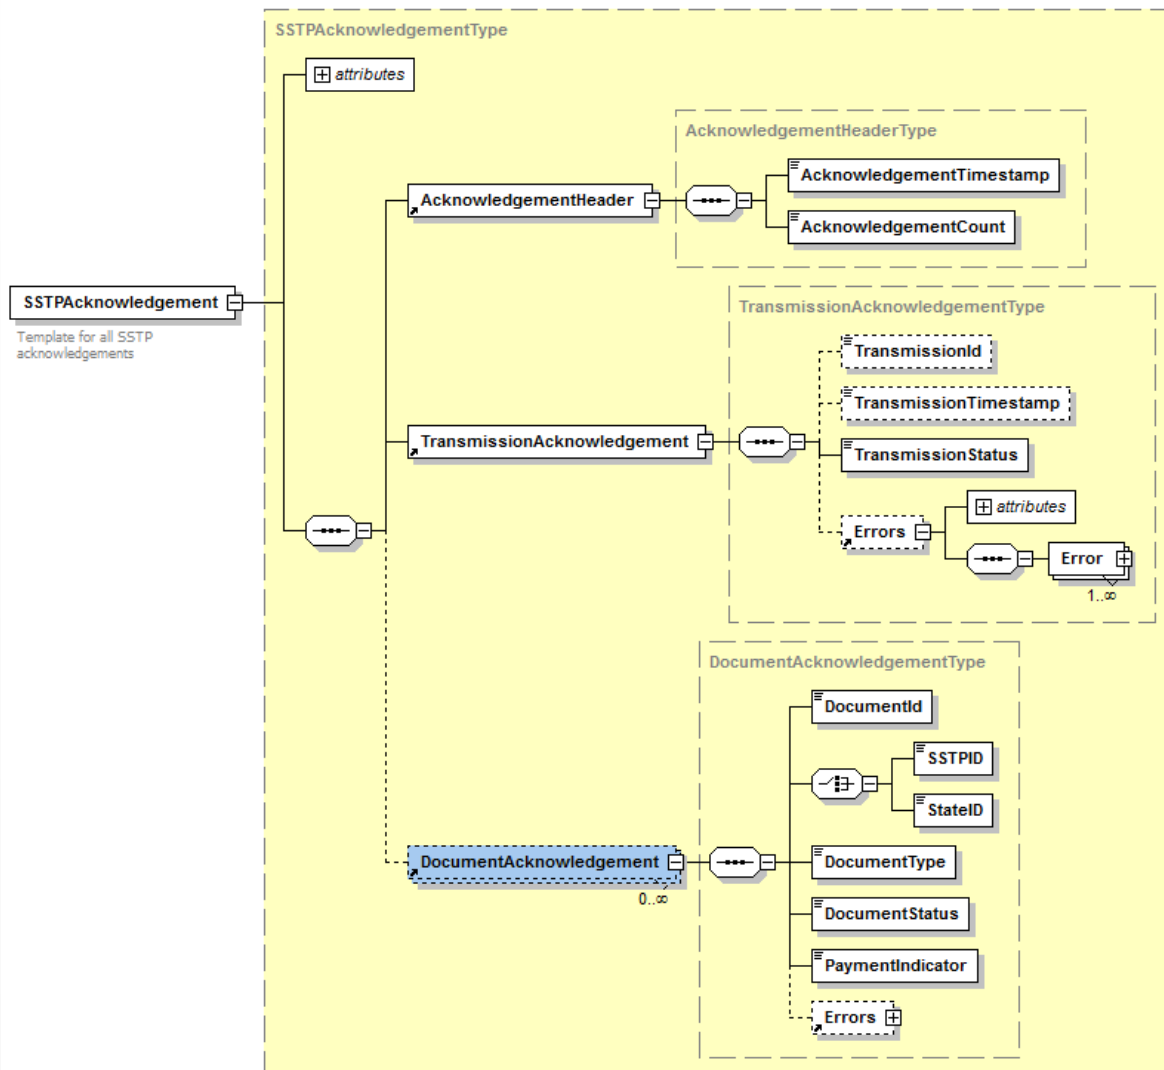 SSTPAcknowledgementType
attributes
AcknowledgementHeaderType
AcknowledgementTimestamp
AcknowledgementHeader
AcknowledgementCount
SSTPAcknowledgement
Template for all SSTP
acknowledgements
TransmissionAcknowledgementType
TransmissionId
TransmissionTimestamp
TransmissionAcknowledgement
TransmissionStatus
attributes
Errors
Error
1..∞
DocumentAcknowledgementType
DocumentId
SSTPID
StateID
DocumentAcknowledgement
0..∞
DocumentType
DocumentStatus
PaymentIndicator
Errors